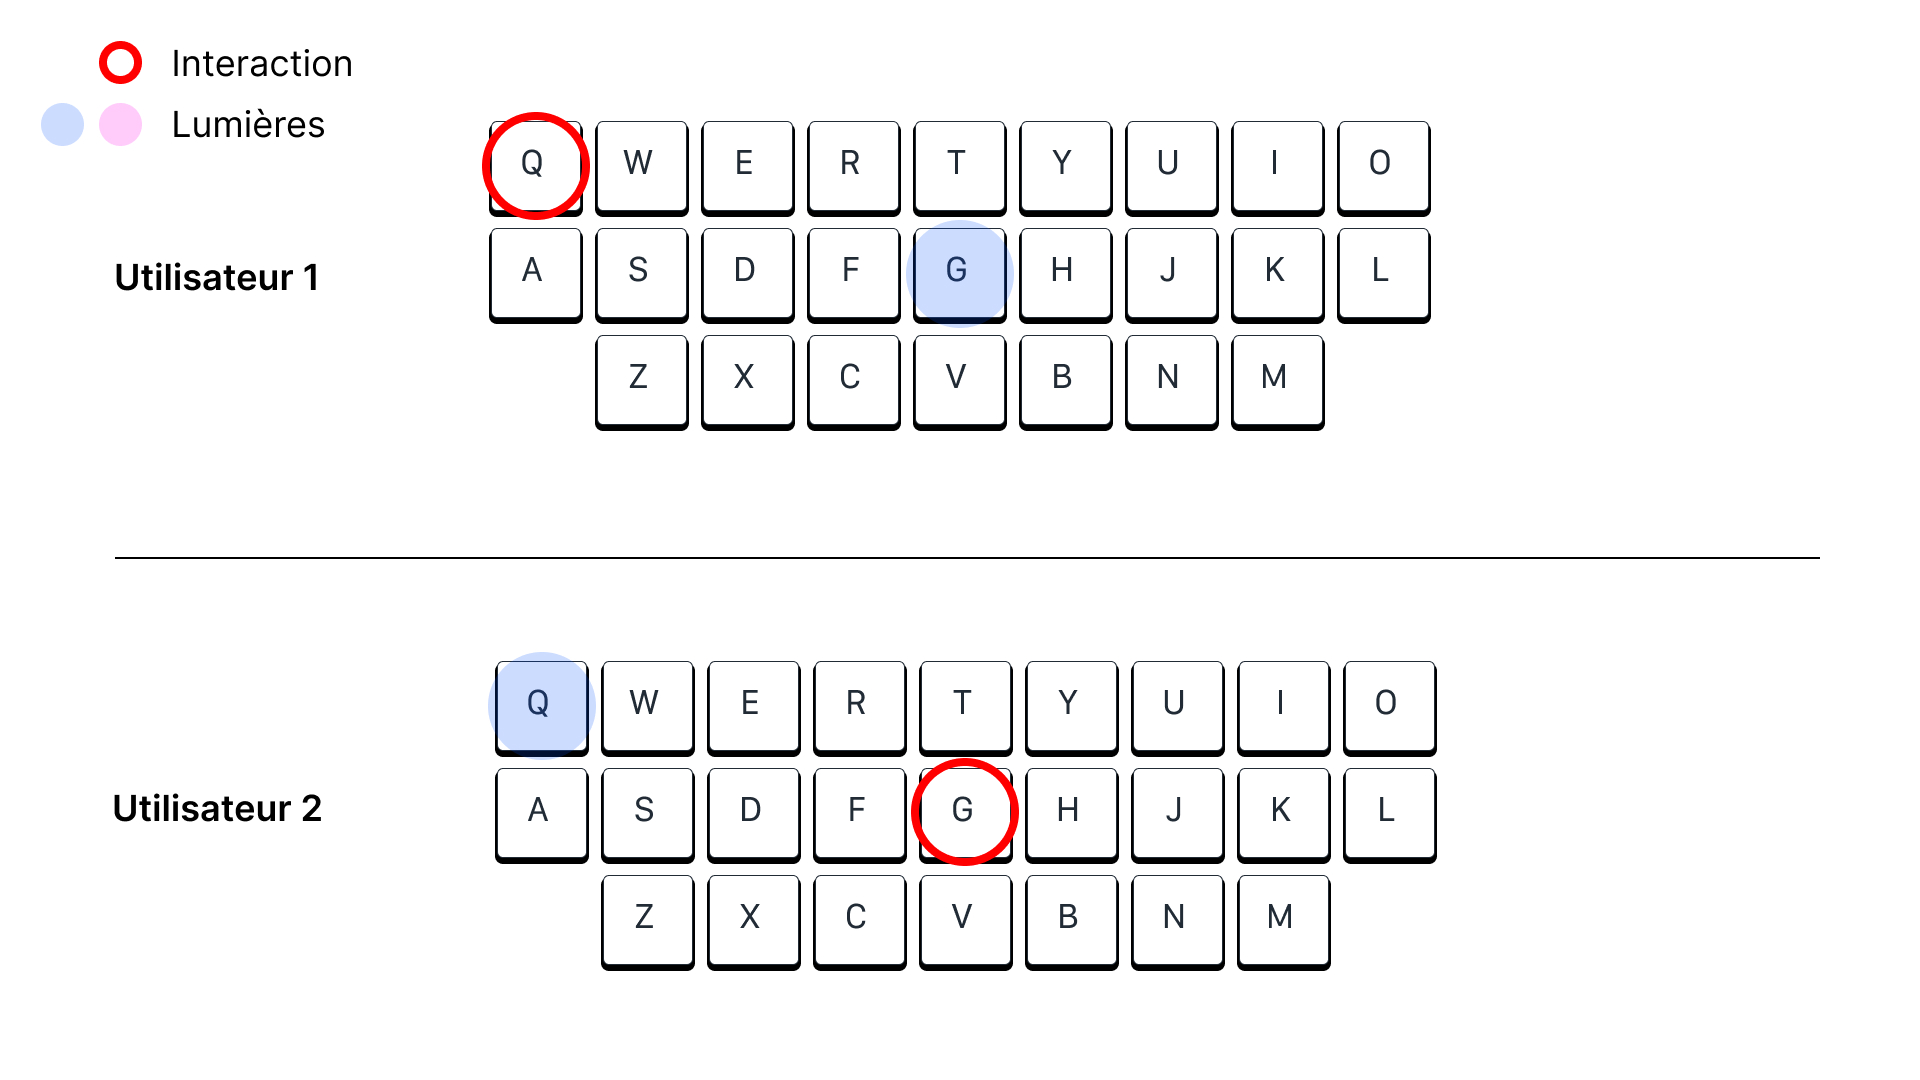 Interaction
Lumières
Q W E R T Y U I O
Utilisateur 1
A S D F G H J K L
Z X C V B N M
Q W E R T Y U I O
Utilisateur 2
A S D F G H J K L
Z X C V B N M